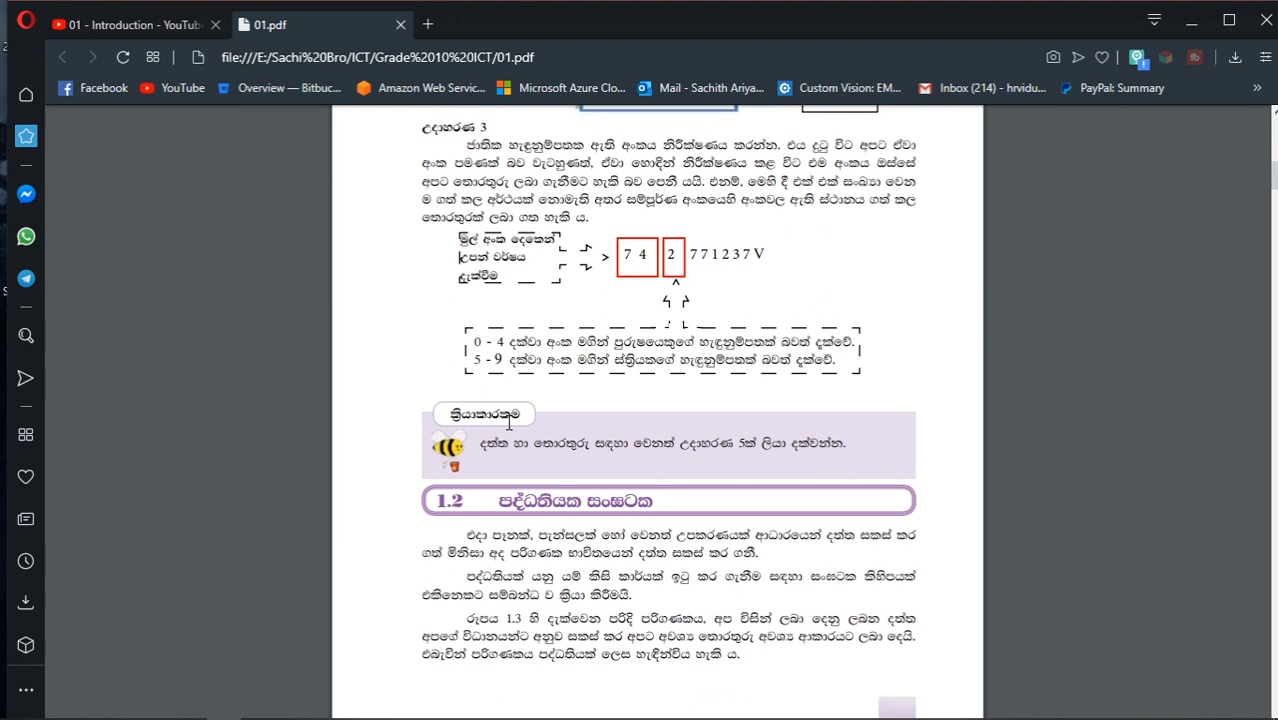 01 - Introduction - YouTub
01.pdf
file:///E:/Sachi%20Bro/ICT/Grade%2010%20ICT/01.pdf
Facebook
YouTube
Overview — Bitbuc...
Amazon Web Servic...
Microsoft Azure Clo...
Mail - Sachith Ariya...
Custom Vision: EM...
Inbox (214) - hrvidu...
PayPal: Summary
උදාහරණ 3
ජාතික හැඳුනුම්පතක ඇති අංකය නිරීක්ෂණය කරන්න. එය දුටු විට අපට ඒවා
අංක පමණක් බව වැටහුණත්, ඒවා හොඳින් නිරීක්ෂණය කළ විට එම අංකය ඔස්සේ
අපට තොරතුරු ලබා ගැනීමට හැකි බව පෙනී යයි. එනම්, මෙහි දී එක් එක් සංඛ්‍යා වෙන
ම ගත් කල අර්ථයක් නොමැති අතර සම්පූර්ණ අංකයෙහි අංකවල ඇති ස්ථානය ගත් කල
තොරතුරක් ලබා ගත හැකි ය.
මුල් අංක දෙකෙන්
උපන් වර්ෂය
දැක්වීම
7 4 2 7 7 1 2 3 7 V
0 - 4 දක්වා අංක මගින් පුරුෂයෙකුගේ හැඳුනුම්පතක් බවත් දැක්වේ.
5 - 9 දක්වා අංක මගින් ස්ත්‍රියකගේ හැඳුනුම්පතක් බවත් දැක්වේ.
ක්‍රියාකාරකම
දත්ත හා තොරතුරු සඳහා වෙනත් උදාහරණ 5ක් ලියා දක්වන්න.
1.2 පද්ධතියක සංඝටක
එදා පෑනක්, පැන්සලක් හෝ වෙනත් උපකරණයක් ආධාරයෙන් දත්ත සකස් කර
ගත් මිනිසා අද පරිගණක භාවිතයෙන් දත්ත සකස් කර ගනී.
පද්ධතියක් යනු යම් කිසි කාර්යක් ඉටු කර ගැනීම සඳහා සංඝටක කිහිපයක්
එකිනෙකට සම්බන්ධ ව ක්‍රියා කිරීමයි.
රූපය 1.3 හි දැක්වෙන පරිදි පරිගණකය, අප විසින් ලබා දෙනු ලබන දත්ත
අපගේ විධානයන්ට අනුව සකස් කර අපට අවශ්‍ය තොරතුරු අවශ්‍ය ආකාරයට ලබා දෙයි.
එබැවින් පරිගණකය පද්ධතියක් ලෙස හැඳින්විය හැකි ය.